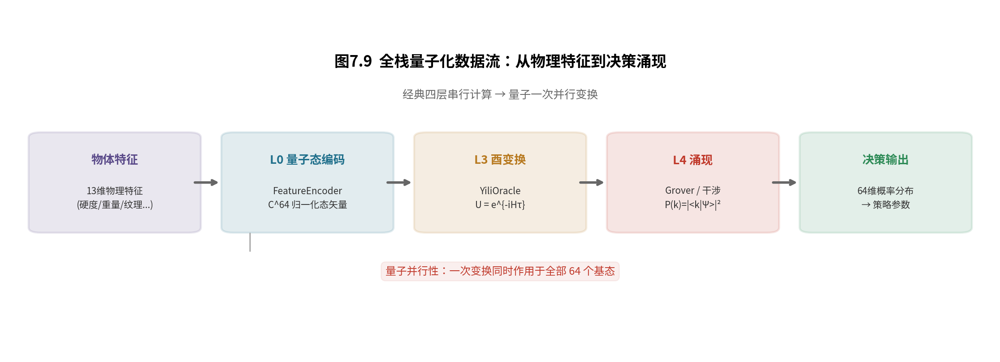 图7.9 全栈量子化数据流：从物理特征到决策涌现
经典四层串行计算 → 量子一次并行变换
物体特征
13维物理特征
(硬度/重量/纹理...)
L0 量子态编码
FeatureEncoder
C^64 归一化态矢量
L3 酉变换
YiliOracle
U = e^{-iHτ}
L4 涌现
Grover / 干涉
P(k)=|<k|Ψ>|²
决策输出
64维概率分布
→ 策略参数
量子并行性：一次变换同时作用于全部 64 个基态